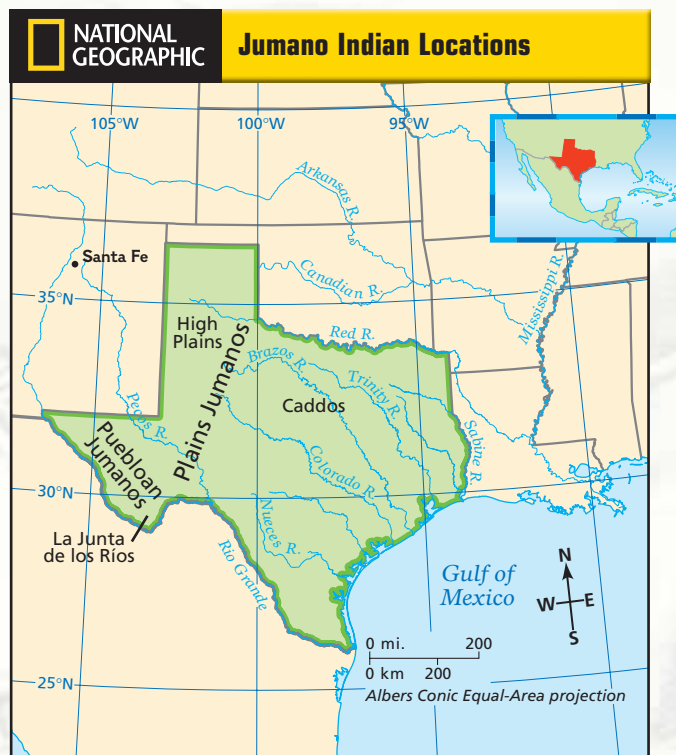 NATIONAL
GEOGRAPHIC
Jumano Indian Locations
105°W
100°W
95°W
Arkansas R.
Santa Fe
Canadian R.
Mississippi R.
35°N
High
Plains
Red R.
Plains Jumanos
Brazos R.
Trinity R.
Caddos
Pecos R.
Puebloan
Jumanos
Sabine R.
Colorado R.
30°N
Nueces R.
La Junta
de los Ríos
Rio Grande
Gulf of
Mexico
N
W
E
S
0 mi.
200
0 km
200
25°N
Albers Conic Equal-Area projection